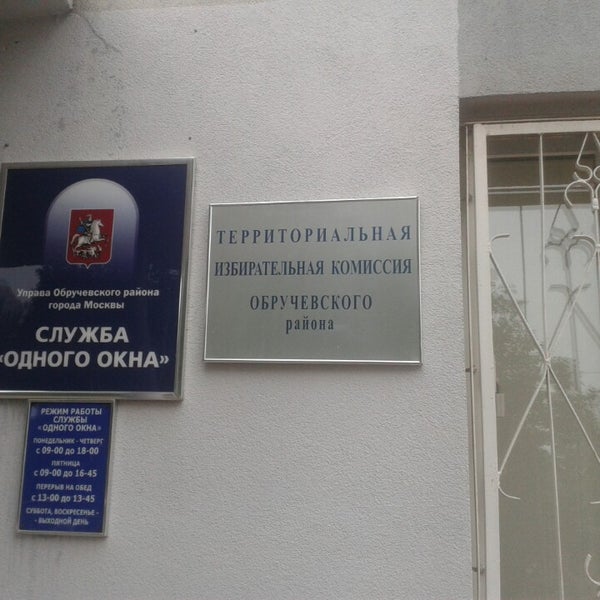 Управа Обручевского района
города Москвы
СЛУЖБА
«ОДНОГО ОКНА»
РЕЖИМ РАБОТЫ
СЛУЖБЫ
«ОДНОГО ОКНА»
ПОНЕДЕЛЬНИК - ЧЕТВЕРГ
с 09-00 до 18-00
ПЯТНИЦА
с 09-00 до 16-45
ПЕРЕРЫВ НА ОБЕД
с 13-00 до 13-45
СУББОТА, ВОСКРЕСЕНЬЕ -
- ВЫХОДНОЙ ДЕНЬ
ТЕРРИТОРИАЛЬНАЯ
ИЗБИРАТЕЛЬНАЯ КОМИССИЯ
ОБРУЧЕВСКОГО
района